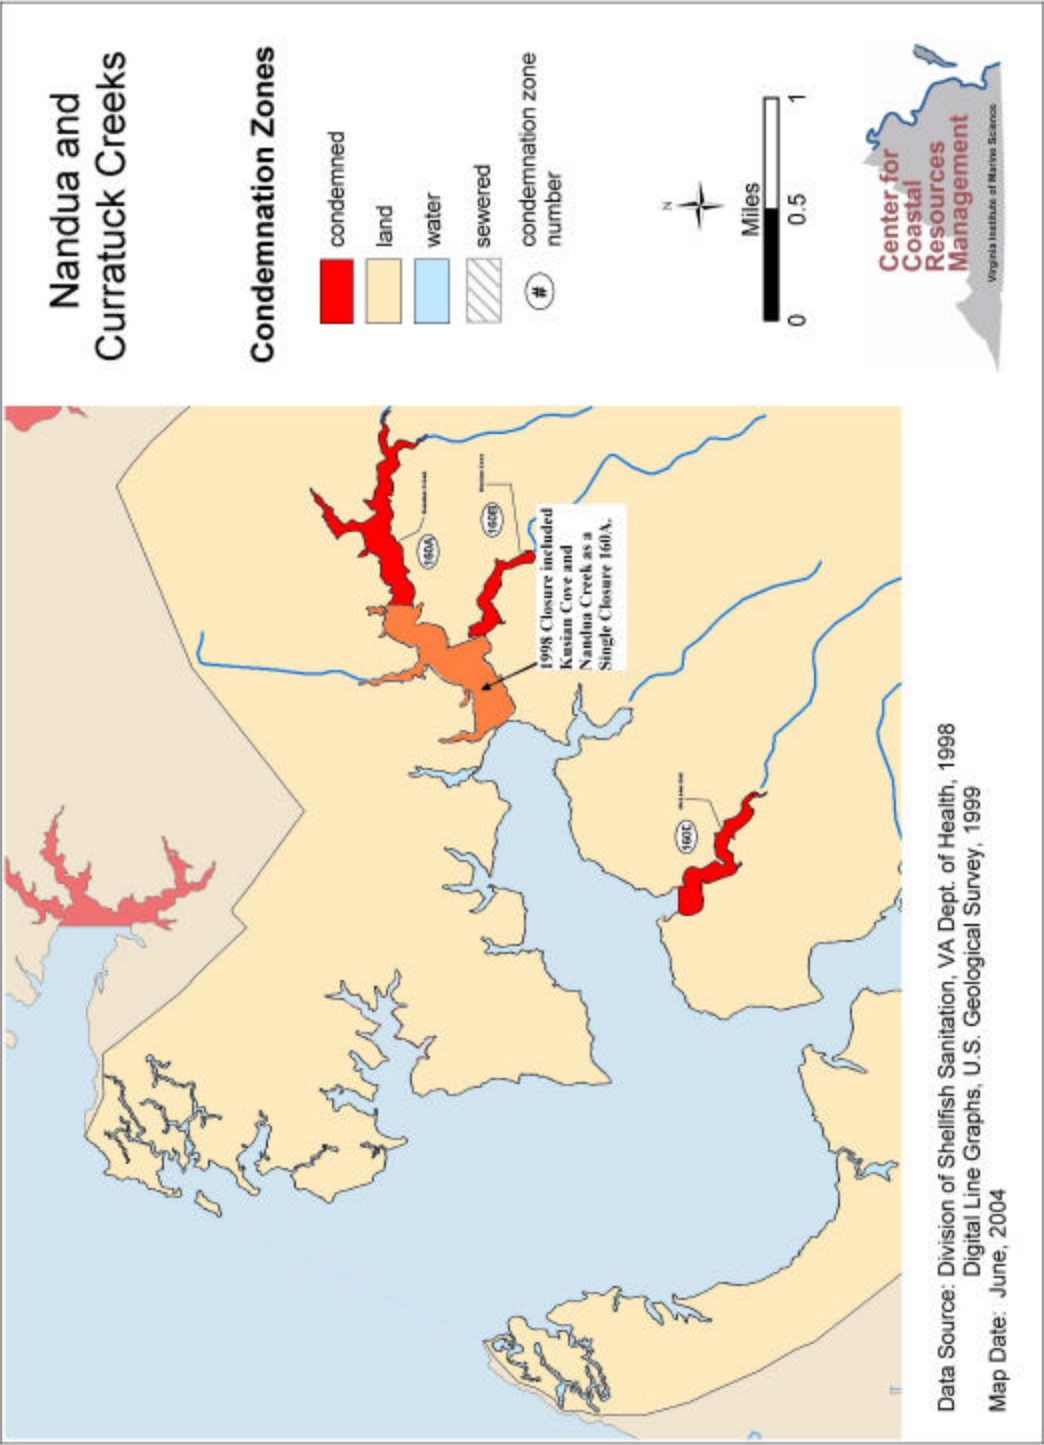 Nandua and
Curratuck Creeks
Condemnation Zones
condemned
land
water
sewered
#
condemnation zone
number
N
Miles
0
0.5
1
Center for
Coastal
Resources
Management
Virginia Institute of Marine Science
160A
160B
1998 Closure included
Kusian Cove and
Nandua Creek as a
Single Closure 160A.
160C
Data Source: Division of Shellfish Sanitation, VA Dept. of Health, 1998
Digital Line Graphs, U.S. Geological Survey, 1999
Map Date: June, 2004